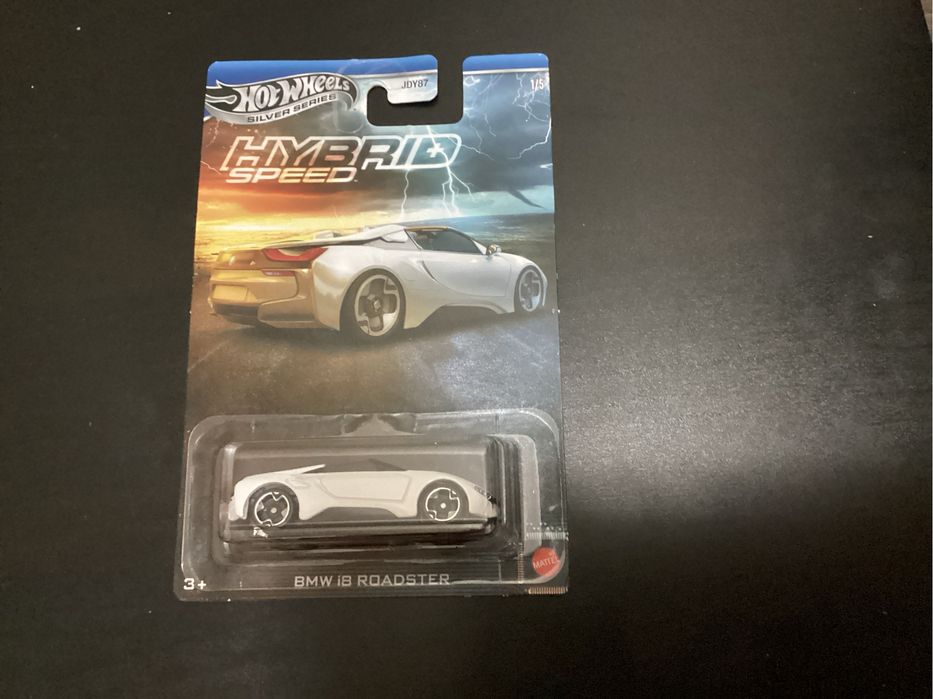 HOT WHEELS
SILVER SERIES
JDY87
1/5
HYBRID
SPEED
3+
BMW i8 ROADSTER
MATTEL